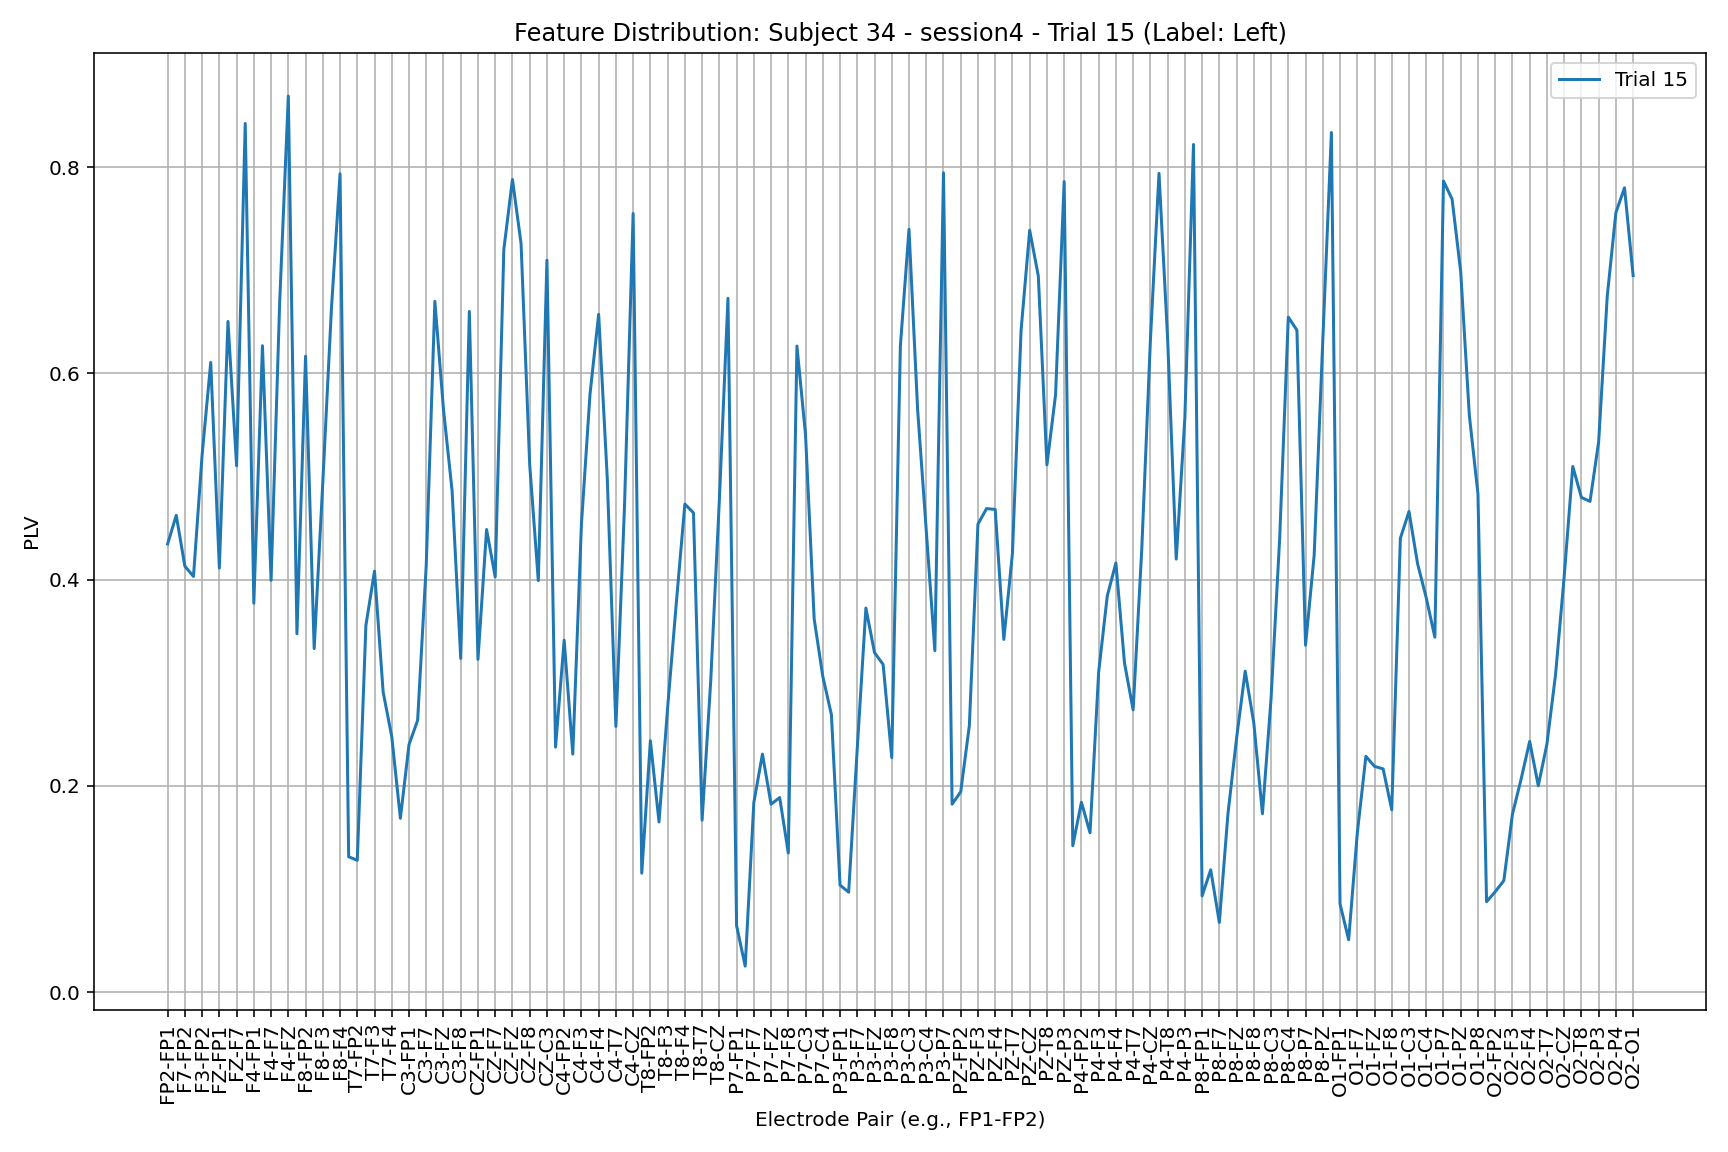 Feature Distribution: Subject 34 - session4 - Trial 15 (Label: Left)
Trial 15
PLV
0.8
0.6
0.4
0.2
0.0
FP2-FP1
F7-FP2
F3-FP2
FZ-FP1
FZ-F7
F4-FP1
F4-F7
F4-FZ
F8-FP2
F8-F3
F8-F4
T7-FP2
T7-F3
T7-F4
C3-FP1
C3-F7
C3-FZ
C3-F8
CZ-FP1
CZ-F7
CZ-FZ
CZ-F8
CZ-C3
C4-FP2
C4-F3
C4-F4
C4-T7
C4-CZ
T8-FP2
T8-F3
T8-F4
T8-T7
T8-CZ
P7-FP1
P7-F7
P7-FZ
P7-F8
P7-C3
P7-C4
P3-FP1
P3-F7
P3-FZ
P3-F8
P3-C3
P3-C4
P3-P7
PZ-FP2
PZ-F3
PZ-F4
PZ-T7
PZ-CZ
PZ-T8
PZ-P3
P4-FP2
P4-F3
P4-F4
P4-T7
P4-CZ
P4-T8
P4-P3
P8-FP1
P8-F7
P8-FZ
P8-F8
P8-C3
P8-C4
P8-P7
P8-PZ
O1-FP1
O1-F7
O1-FZ
O1-F8
O1-C3
O1-C4
O1-P7
O1-PZ
O1-P8
O2-FP2
O2-F3
O2-F4
O2-T7
O2-CZ
O2-T8
O2-P3
O2-P4
O2-O1
Electrode Pair (e.g., FP1-FP2)